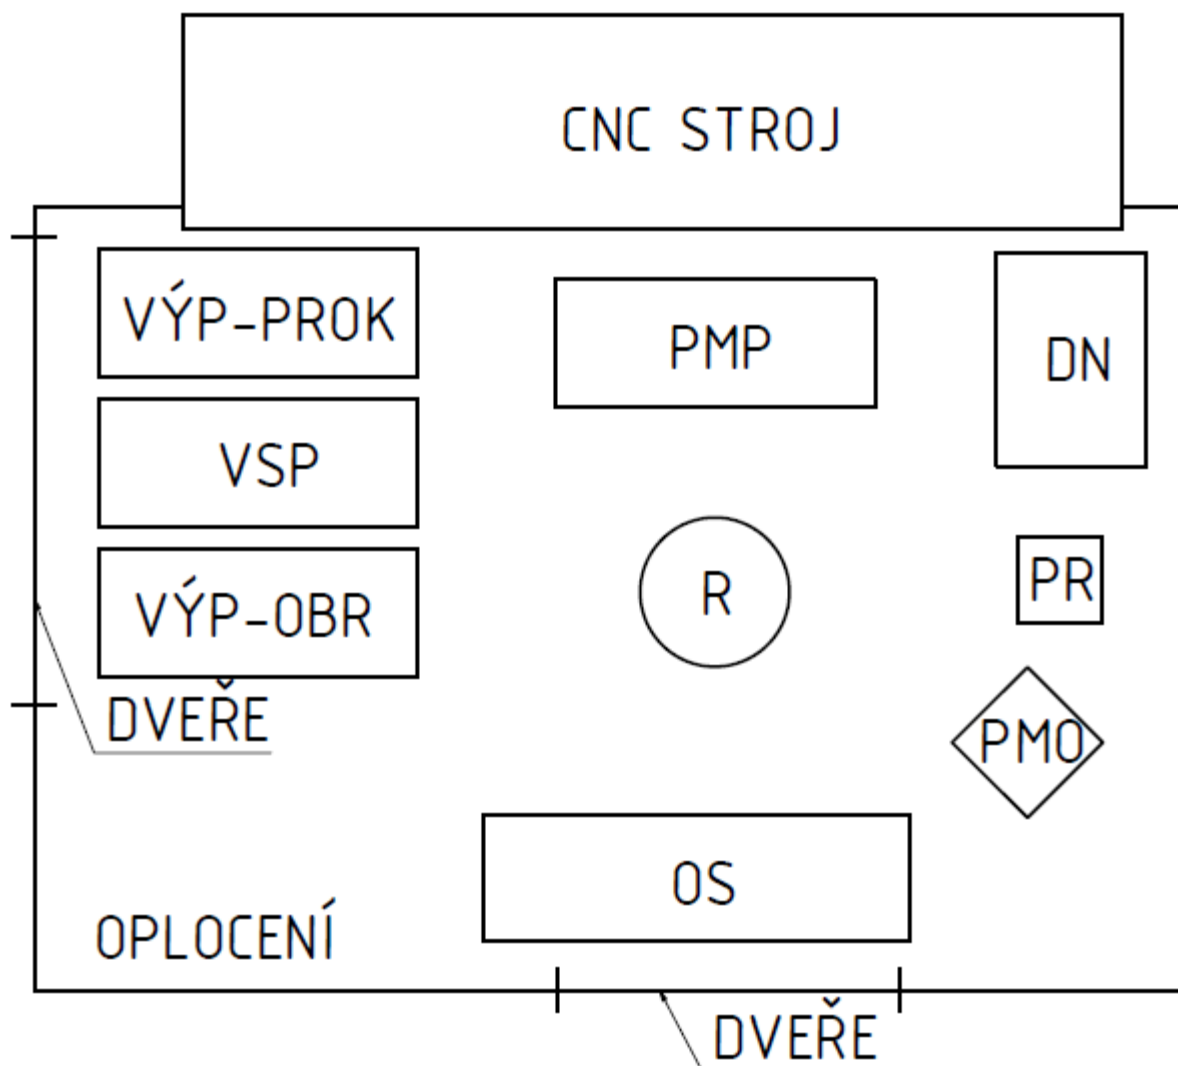 CNC STROJ
VÝP-PROK
PMP
DN
VSP
R
PR
VÝP-OBR
DVEŘE
PMO
OS
OPLOCENÍ
DVEŘE